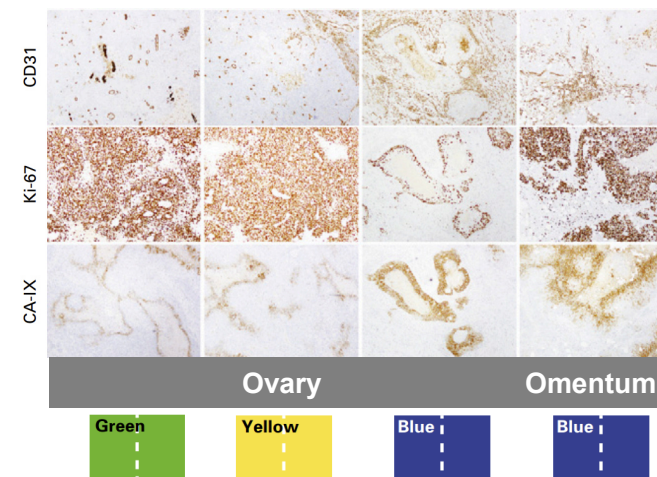 CD31
Ki-67
CA-IX
Ovary Omentum
Green Yellow Blue Blue